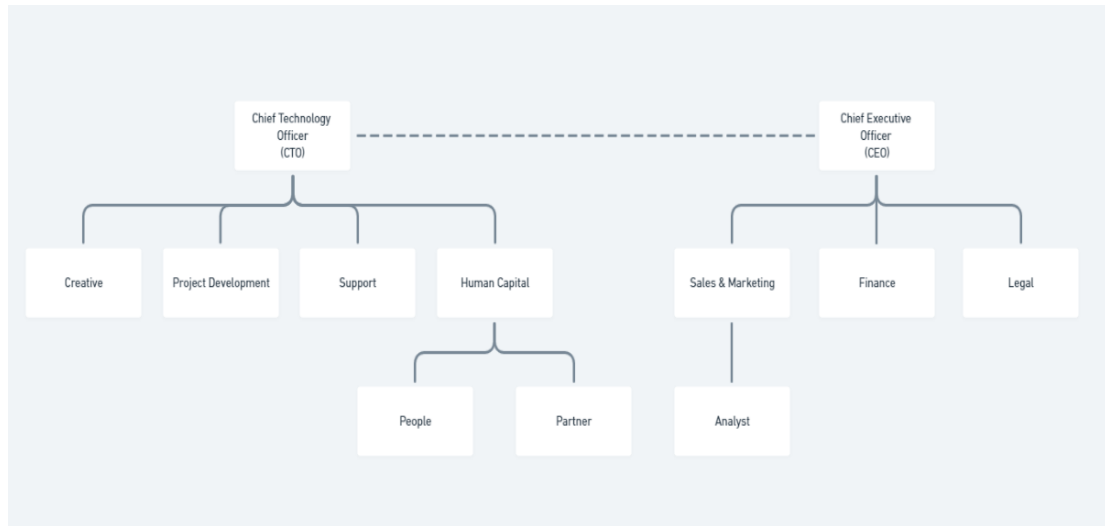 Chief Technology
Officer
(CTO)
Chief Executive
Officer
(CEO)
Creative
Project Development
Support
Human Capital
Sales & Marketing
Finance
Legal
People
Partner
Analyst